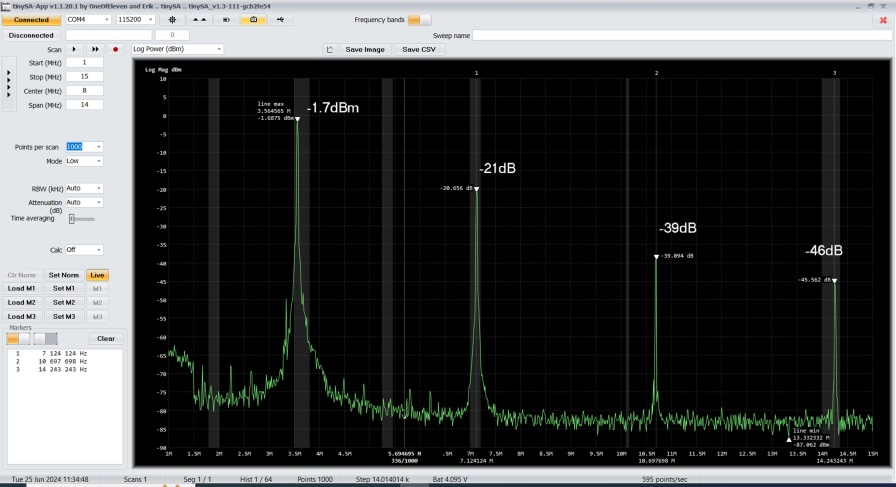 tinySA-App v1.1.20.1 by OneOfEleven and Erik .. tinySA .. tinySA_v1.3-111-gcb2fe54
Connected COM4 115200 Frequency bands
Disconnected 0 Sweep name
Scan Log Power (dBm) Save Image Save CSV
Start (MHz) 1
Stop (MHz) 15
Center (MHz) 8
Span (MHz) 14
Points per scan 1000
Mode Low
RBW (kHz) Auto
Attenuation (dB) Auto
Time averaging
Calc Off
Clr Norm Set Norm Live
Load M1 Set M1 M1
Load M2 Set M2 M2
Load M3 Set M3 M3
Markers
Clear
1 7 124 124 Hz
2 10 697 698 Hz
3 14 243 243 Hz
Log Mag dBm
1 2 3
10
5
0
-5
-10
-15
-20
-25
-30
-35
-40
-45
-50
-55
-60
-65
-70
-75
-80
-85
-90
line max
3.564565 M
-1.6875 dBm
-1.7dBm
-21dB
-20.656 dB
-39dB
-39.094 dB
-46dB
-45.562 dB
line min
13.332332 M
-87.062 dBm
1M 1.5M 2M 2.5M 3M 3.5M 4M 4.5M 5.694695 M 6.5M 7M 7.5M 8M 8.5M 9M 9.5M 10M 10.5M 11M 11.5M 12M 12.5M 13M 13.5M 14M 14.5M 15M
336/1000 7.124124 M 10.697698 M 14.243243 M
Tue 25 Jun 2024 11:34:48 Scans 1 Seg 1 / 1 Hist 1 / 64 Points 1000 Step 14.014014 k Bat 4.095 V 595 points/sec